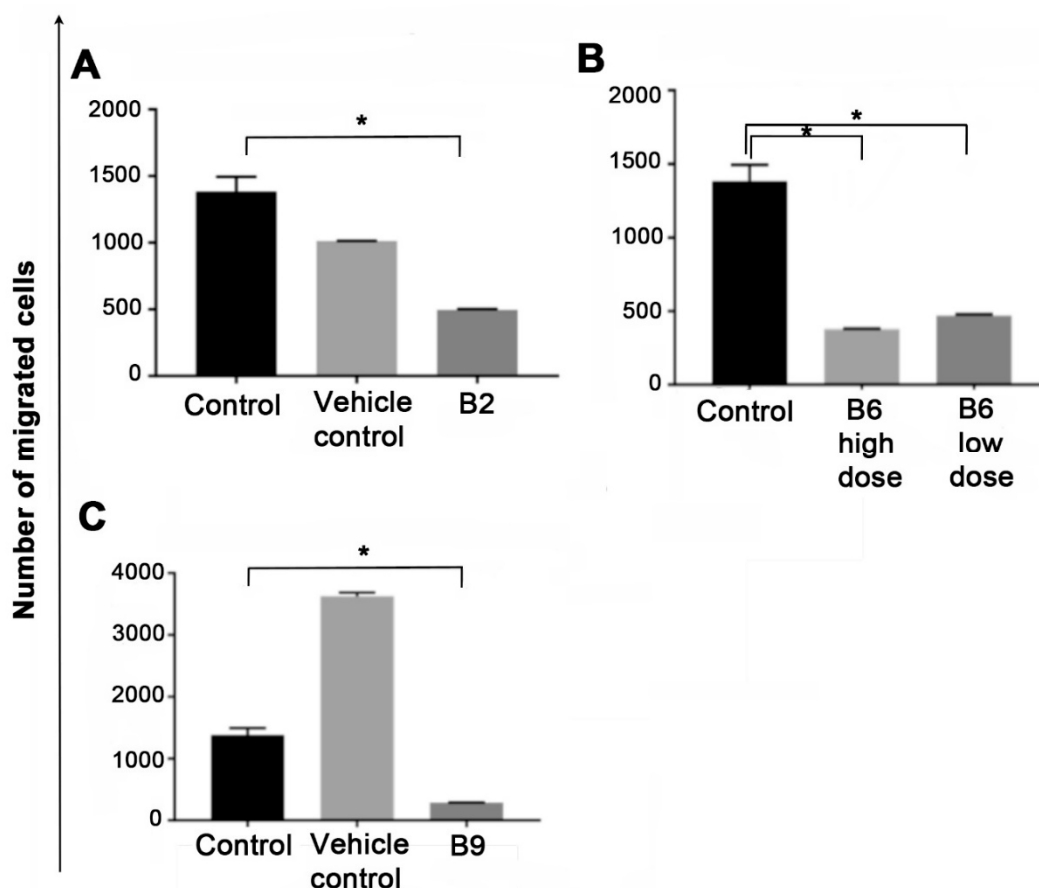 Number of migrated cells
A
*
2000
1500
1000
500
0
Control
Vehicle
control
B2
B
*
*
2000
1500
1000
500
0
Control
B6
high
dose
B6
low
dose
C
*
4000
3000
2000
1000
0
Control
Vehicle
control
B9